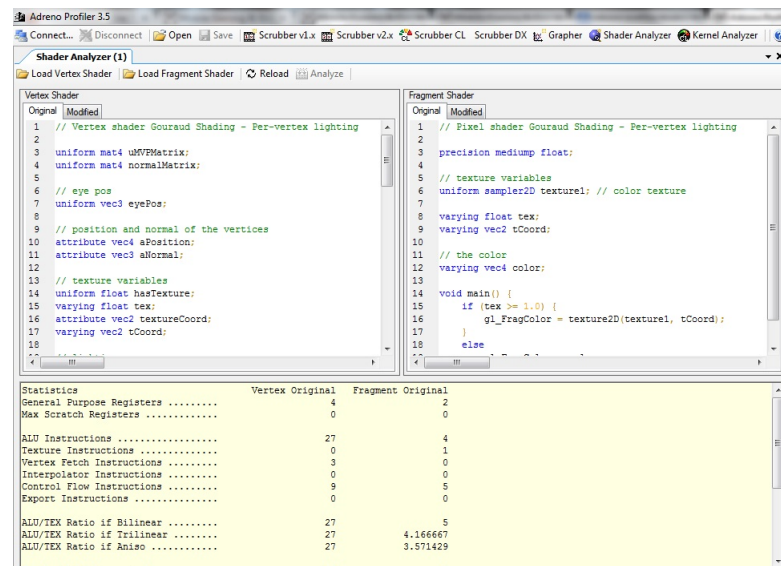 Adreno Profiler 3.5
Connect... Disconnect Open Save Scrubber v1.x Scrubber v2.x Scrubber CL Scrubber DX Grapher Shader Analyzer Kernel Analyzer
Shader Analyzer (1)
Load Vertex Shader Load Fragment Shader Reload Analyze
Vertex Shader
Original Modified
1 // Vertex shader Gouraud Shading - Per-vertex lighting
2
3 uniform mat4 uMVPMatrix;
4 uniform mat4 normalMatrix;
5
6 // eye pos
7 uniform vec3 eyePos;
8
9 // position and normal of the vertices
10 attribute vec4 aPosition;
11 attribute vec3 aNormal;
12
13 // texture variables
14 uniform float hasTexture;
15 varying float tex;
16 attribute vec2 textureCoord;
17 varying vec2 tCoord;
18
Fragment Shader
Original Modified
1 // Pixel shader Gouraud Shading - Per-vertex lighting
2
3 precision mediump float;
4
5 // texture variables
6 uniform sampler2D texture1; // color texture
7
8 varying float tex;
9 varying vec2 tCoord;
10
11 // the color
12 varying vec4 color;
13
14 void main() {
15 if (tex >= 1.0) {
16 gl_FragColor = texture2D(texture1, tCoord);
17 }
18 else
Statistics Vertex Original Fragment Original
General Purpose Registers ......... 4 2
Max Scratch Registers ............. 0 0
ALU Instructions .................. 27 4
Texture Instructions .............. 0 1
Vertex Fetch Instructions ......... 3 0
Interpolator Instructions ......... 0 0
Control Flow Instructions ......... 9 5
Export Instructions ............... 0 0
ALU/TEX Ratio if Bilinear ......... 27 5
ALU/TEX Ratio if Trilinear ........ 27 4.166667
ALU/TEX Ratio if Aniso ............ 27 3.571429